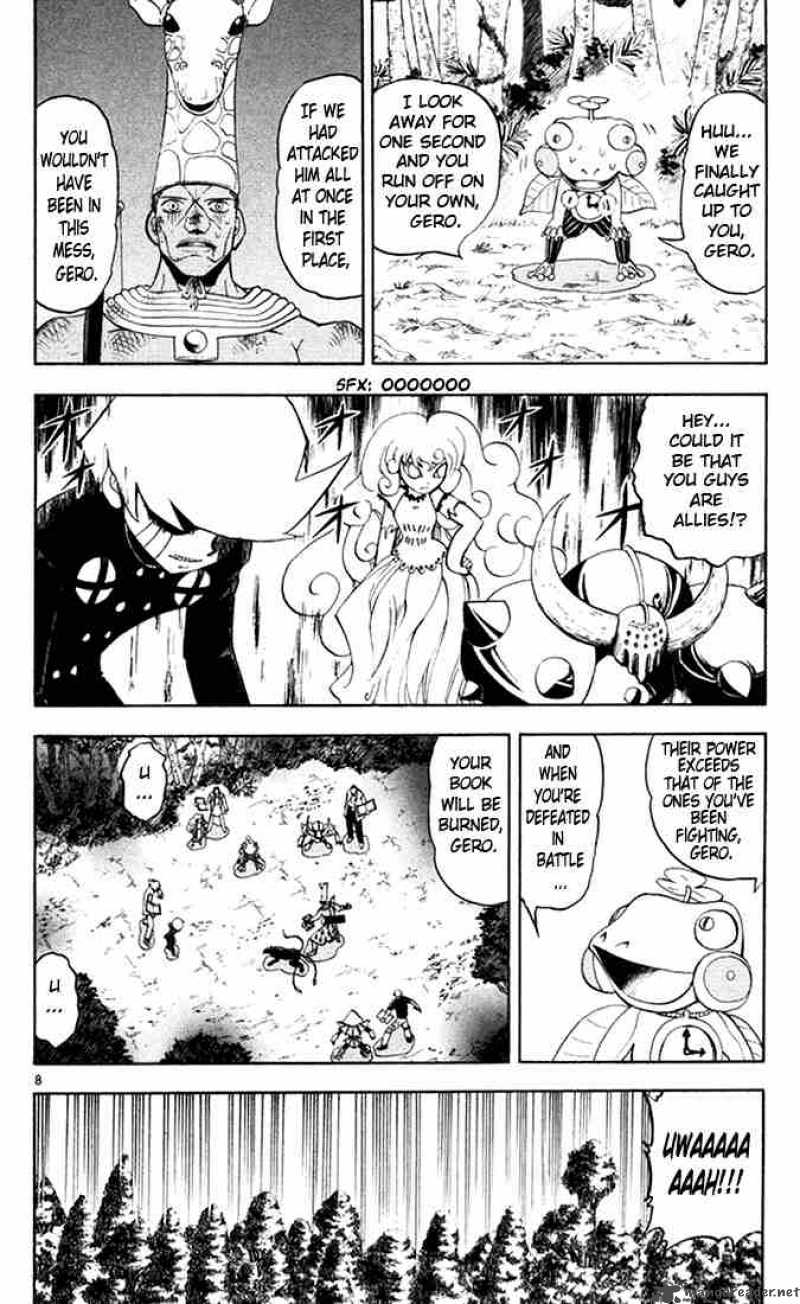 HUU...
WE
FINALLY
CAUGHT
UP TO
YOU,
GERO.
I LOOK
AWAY FOR
ONE SECOND
AND YOU
RUN OFF ON
YOUR OWN,
GERO.
IF WE
HAD
ATTACKED
HIM ALL
AT ONCE
IN THE
FIRST
PLACE,
YOU
WOULDN'T
HAVE
BEEN IN
THIS
MESS,
GERO.
SFX: OOOOOOO
HEY...
COULD IT
BE THAT
YOU GUYS
ARE
ALLIES!?
THEIR POWER
EXCEEDS
THAT OF THE
ONES YOU'VE
BEEN
FIGHTING,
GERO.
AND
WHEN
YOU'RE
DEFEATED
IN
BATTLE
...
YOUR
BOOK
WILL BE
BURNED,
GERO.
U
...
U
...
8
UWAAAAA
AAAH!!!
mangareader.net